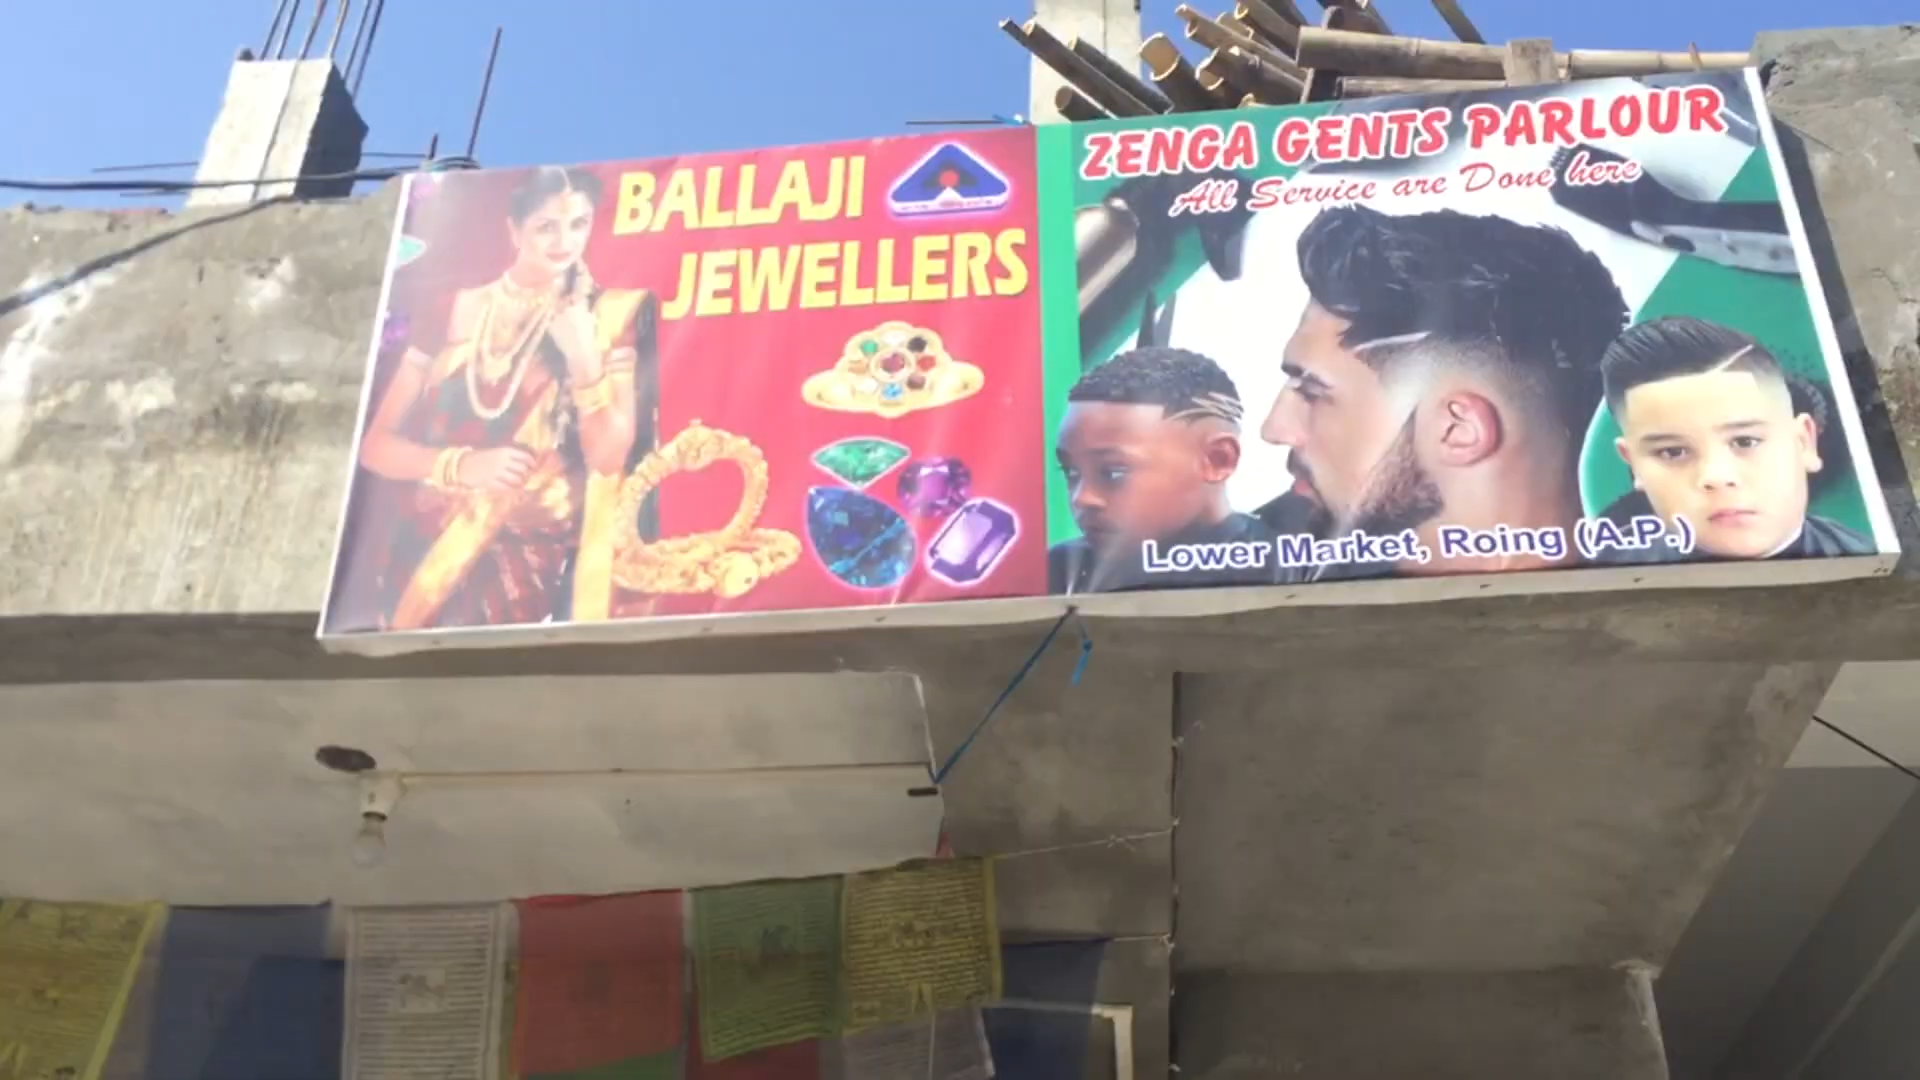 BALLAJI
JEWELLERS
ZENGA GENTS PARLOUR
All Service are Done here
Lower Market, Roing (A.P.)